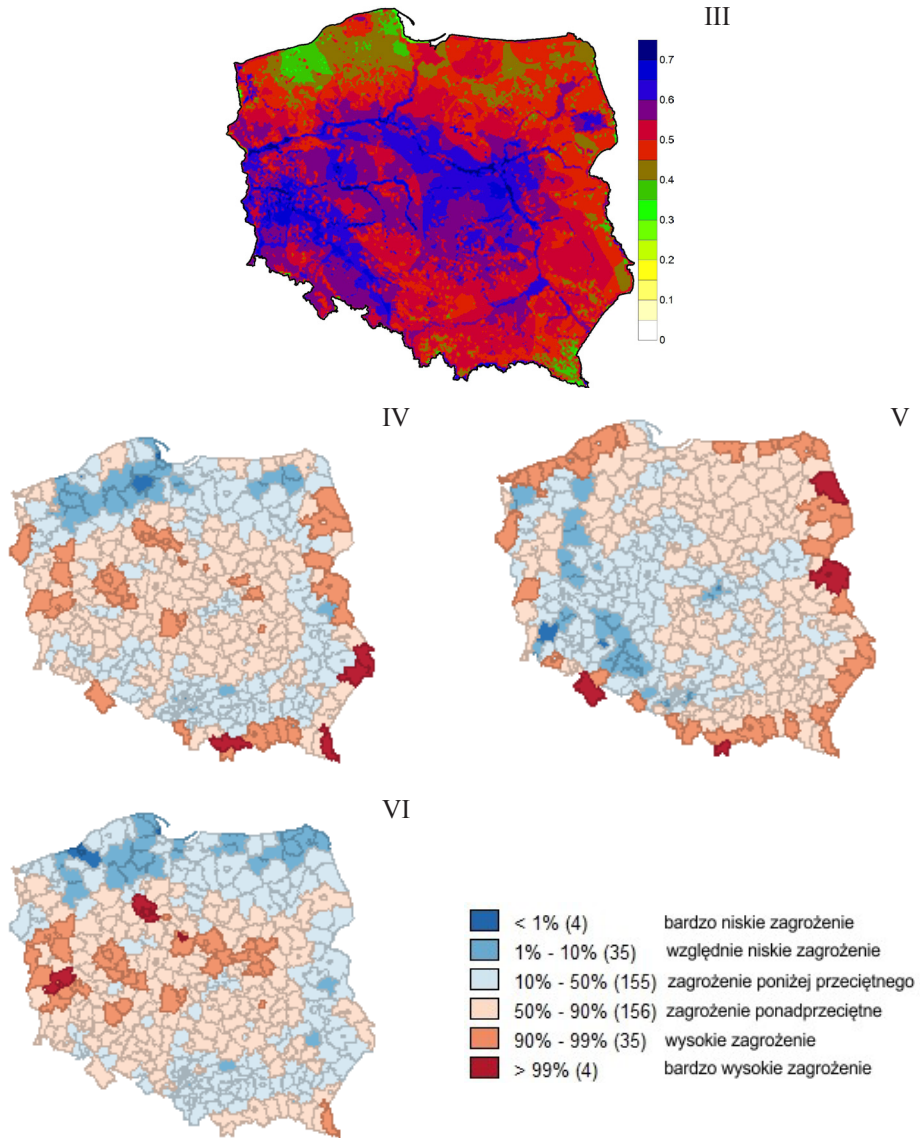 III
0.7
0.6
0.5
0.4
0.3
0.2
0.1
0
IV
V
VI
< 1% (4) bardzo niskie zagrożenie
1% - 10% (35) względnie niskie zagrożenie
10% - 50% (155) zagrożenie poniżej przeciętnego
50% - 90% (156) zagrożenie ponadprzeciętne
90% - 99% (35) wysokie zagrożenie
> 99% (4) bardzo wysokie zagrożenie